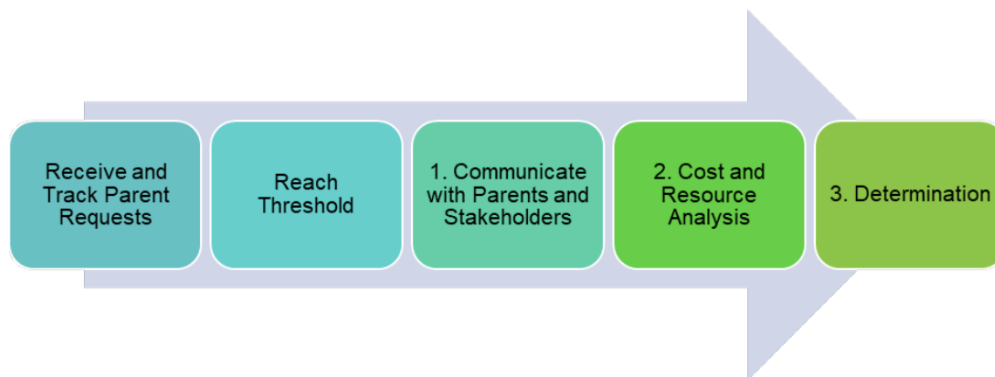 Receive and
Track Parent
Requests
Reach
Threshold
1. Communicate
with Parents and
Stakeholders
2. Cost and
Resource
Analysis
3. Determination